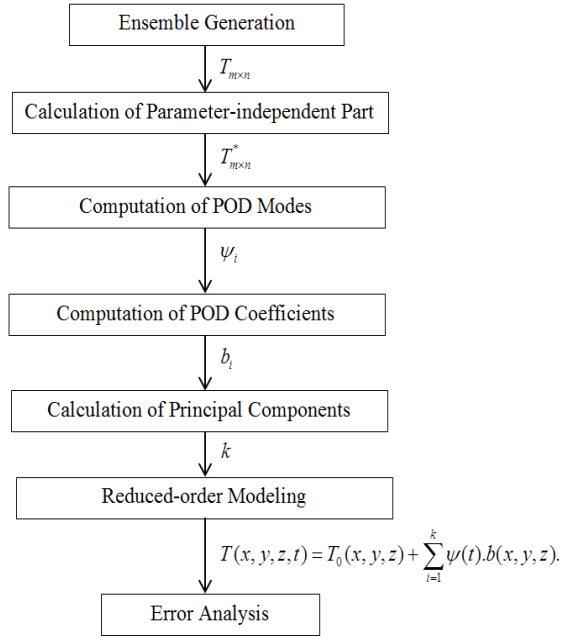 Ensemble Generation
T_{m×n}
Calculation of Parameter-independent Part
T^{*}_{m×n}
Computation of POD Modes
ψ_i
Computation of POD Coefficients
b_i
Calculation of Principal Components
k
Reduced-order Modeling
T(x, y, z, t) = T_0(x, y, z) + \sum_{i=1}^{k} ψ(t).b(x, y, z).
Error Analysis